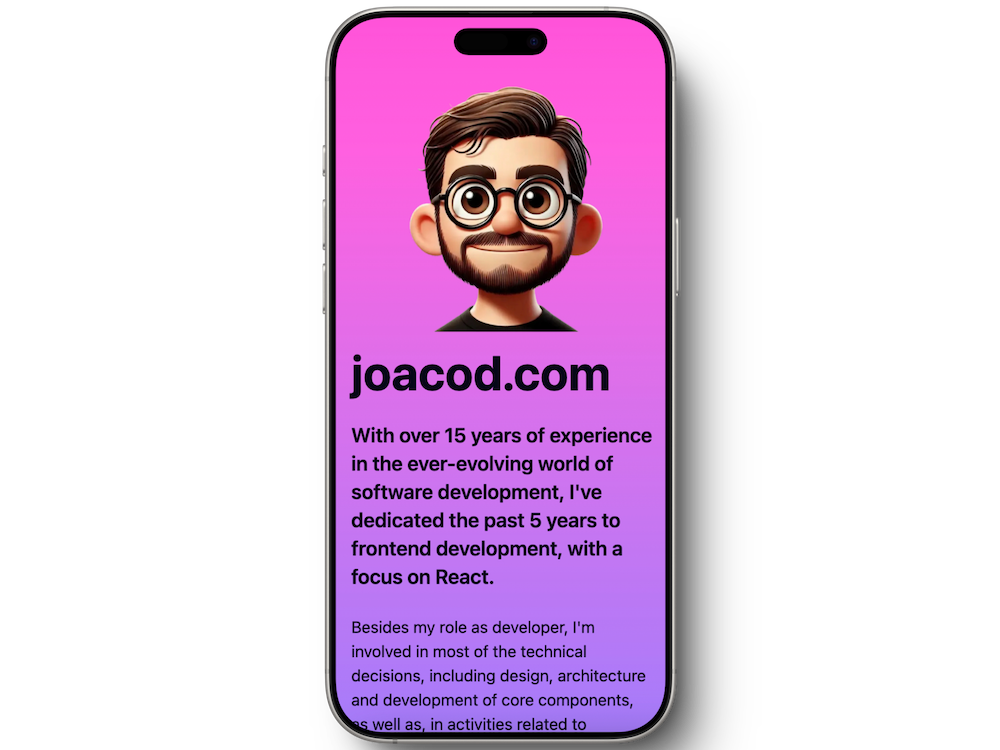 joacod.com
With over 15 years of experience
in the ever-evolving world of
software development, I've
dedicated the past 5 years to
frontend development, with a
focus on React.
Besides my role as developer, I'm
involved in most of the technical
decisions, including design, architecture
and development of core components,
as well as, in activities related to